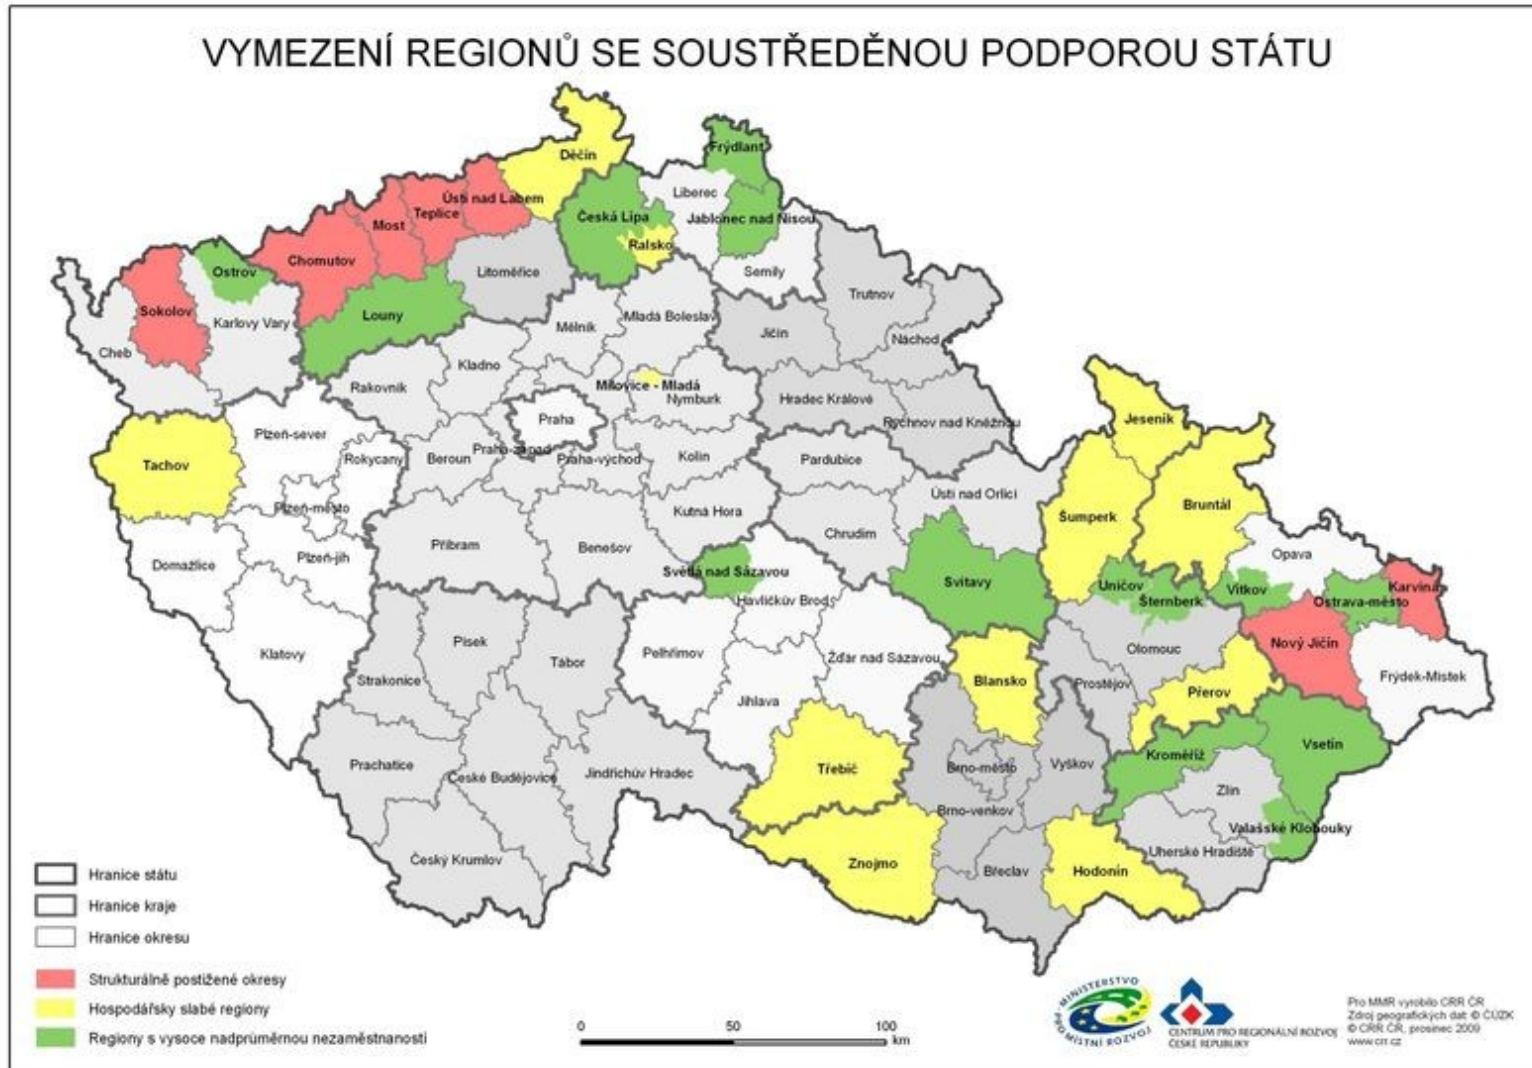 VYMEZENÍ REGIONŮ SE SOUSTŘEDĚNOU PODPOROU STÁTU
Děčín
Frýdlant
Liberec
Ústí nad Labem
Teplice
Most
Česká Lípa
Jablonec nad Nisou
Ralsko
Chomutov
Ostrov
Litoměřice
Semily
Trutnov
Sokolov
Karlovy Vary
Louny
Mělník
Mladá Boleslav
Jičín
Náchod
Cheb
Kladno
Rakovník
Milovice - Mladá
Nymburk
Hradec Králové
Rychnov nad Kněžnou
Praha
Jeseník
Plzeň-sever
Rokycany
Beroun
Praha-západ
Praha-východ
Kolín
Pardubice
Tachov
Ústí nad Orlicí
Šumperk
Bruntál
Plzeň-město
Kutná Hora
Chrudim
Příbram
Benešov
Plzeň-jih
Domažlice
Opava
Světlá nad Sázavou
Svitavy
Uničov
Šternberk
Vítkov
Karviná
Ostrava-město
Havlíčkův Brod
Klatovy
Písek
Tábor
Pelhřimov
Žďár nad Sázavou
Olomouc
Nový Jičín
Frýdek-Místek
Strakonice
Blansko
Prostějov
Přerov
Jihlava
Prachatice
České Budějovice
Jindřichův Hradec
Třebíč
Brno-město
Vyškov
Kroměříž
Vsetín
Zlín
Brno-venkov
Valašské Klobouky
Uherské Hradiště
Český Krumlov
Znojmo
Břeclav
Hodonín
Hranice státu
Hranice kraje
Hranice okresu
Strukturálně postižené okresy
Hospodářsky slabé regiony
Regiony s vysoce nadprůměrnou nezaměstnaností
0 50 100
km
MINISTERSTVO
PRO MÍSTNÍ ROZVOJ
CENTRUM PRO REGIONÁLNÍ ROZVOJ
ČESKÉ REPUBLIKY
Pro MMR vyrobilo CRR ČR
Zdroj geografických dat © ČÚZK
© CRR ČR, prosinec 2009
www.crr.cz